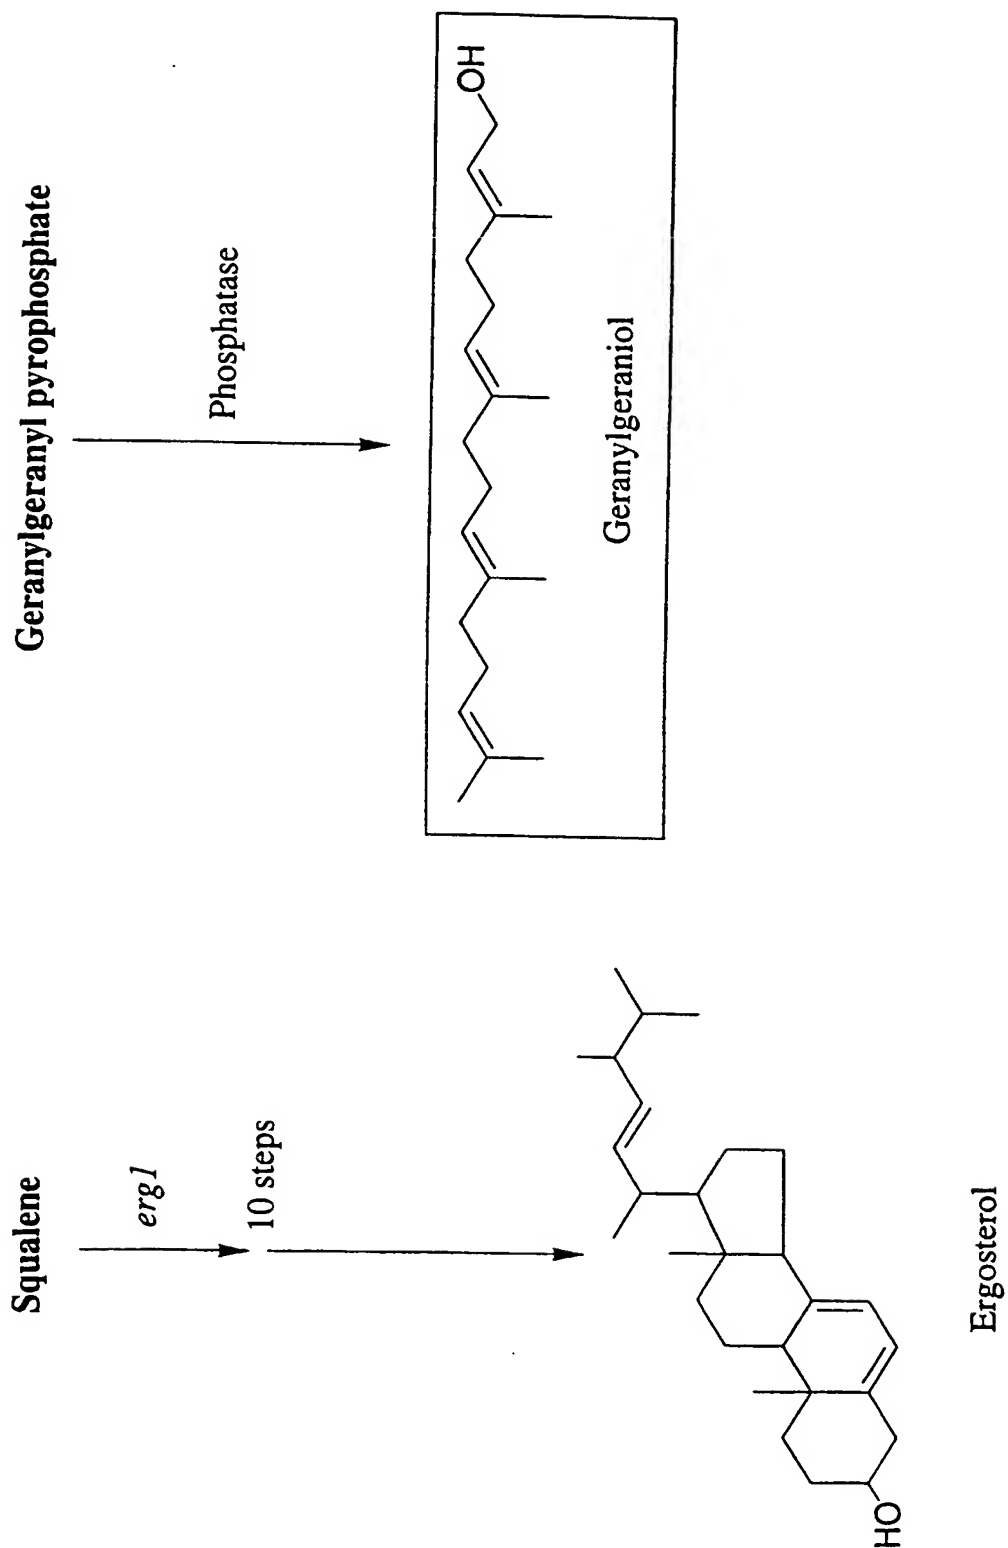 Squalene
erg1
10 steps
HO
Ergosterol
Geranylgeranyl pyrophosphate
Phosphatase
OH
Geranylgeraniol